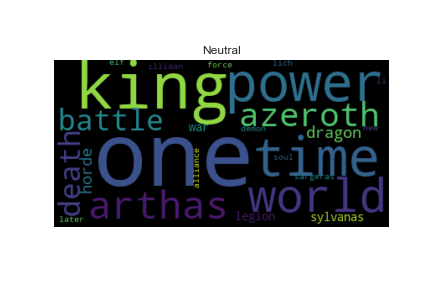 Neutral
elf
illidan
force
lich
king
power
li
battle
War
demon
azeroth
new
dragon
death
horde
one
time
alliance
soul
sargeras
arthas
world
legion
sylvanas
later